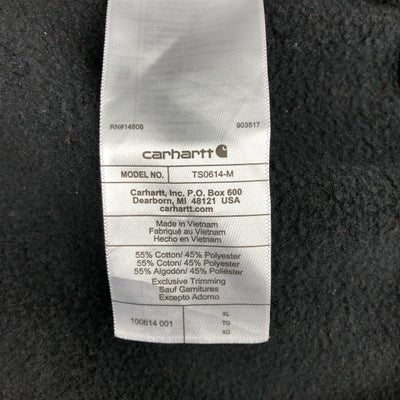 RN#14806 903517
carhartt
MODEL NO. TS0614-M
Carhartt, Inc. P.O. Box 600
Dearborn, MI 48121 USA
carhartt.com
Made in Vietnam
Fabriqué au Vietnam
Hecho en Vietnam
55% Cotton/ 45% Polyester
55% Coton/ 45% Polyester
55% Algodón/ 45% Poliéster
Exclusive Trimming
Sauf Garnitures
Excepto Adorno
100614 001
XL
TG
XG